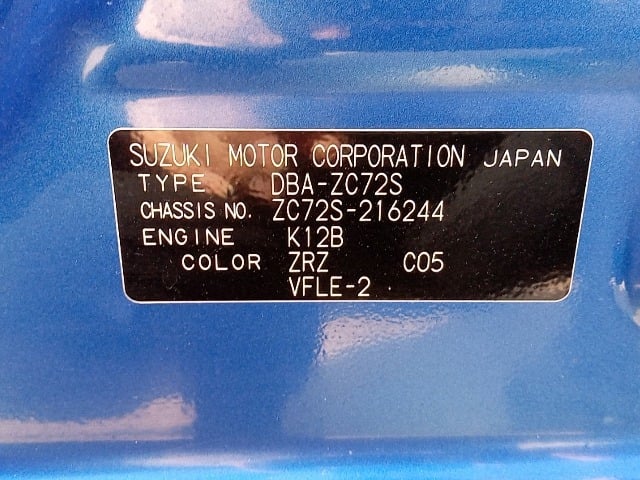 SUZUKI MOTOR CORPORATION JAPAN
TYPE DBA-ZC72S
CHASSIS NO. ZC72S-216244
ENGINE K12B
COLOR ZRZ C05
VFLE-2